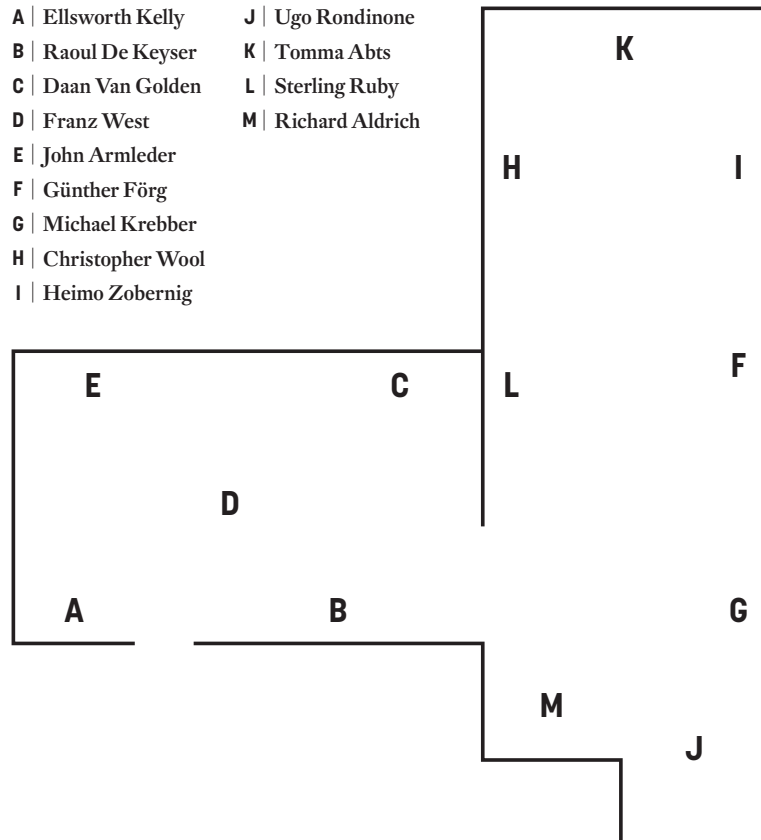 A | Ellsworth Kelly
B | Raoul De Keyser
C | Daan Van Golden
D | Franz West
E | John Armleder
F | Günther Förg
G | Michael Krebber
H | Christopher Wool
I | Heimo Zobernig
J | Ugo Rondinone
K | Tomma Abts
L | Sterling Ruby
M | Richard Aldrich
K
H I
F
E C L
D
A B G
M
J